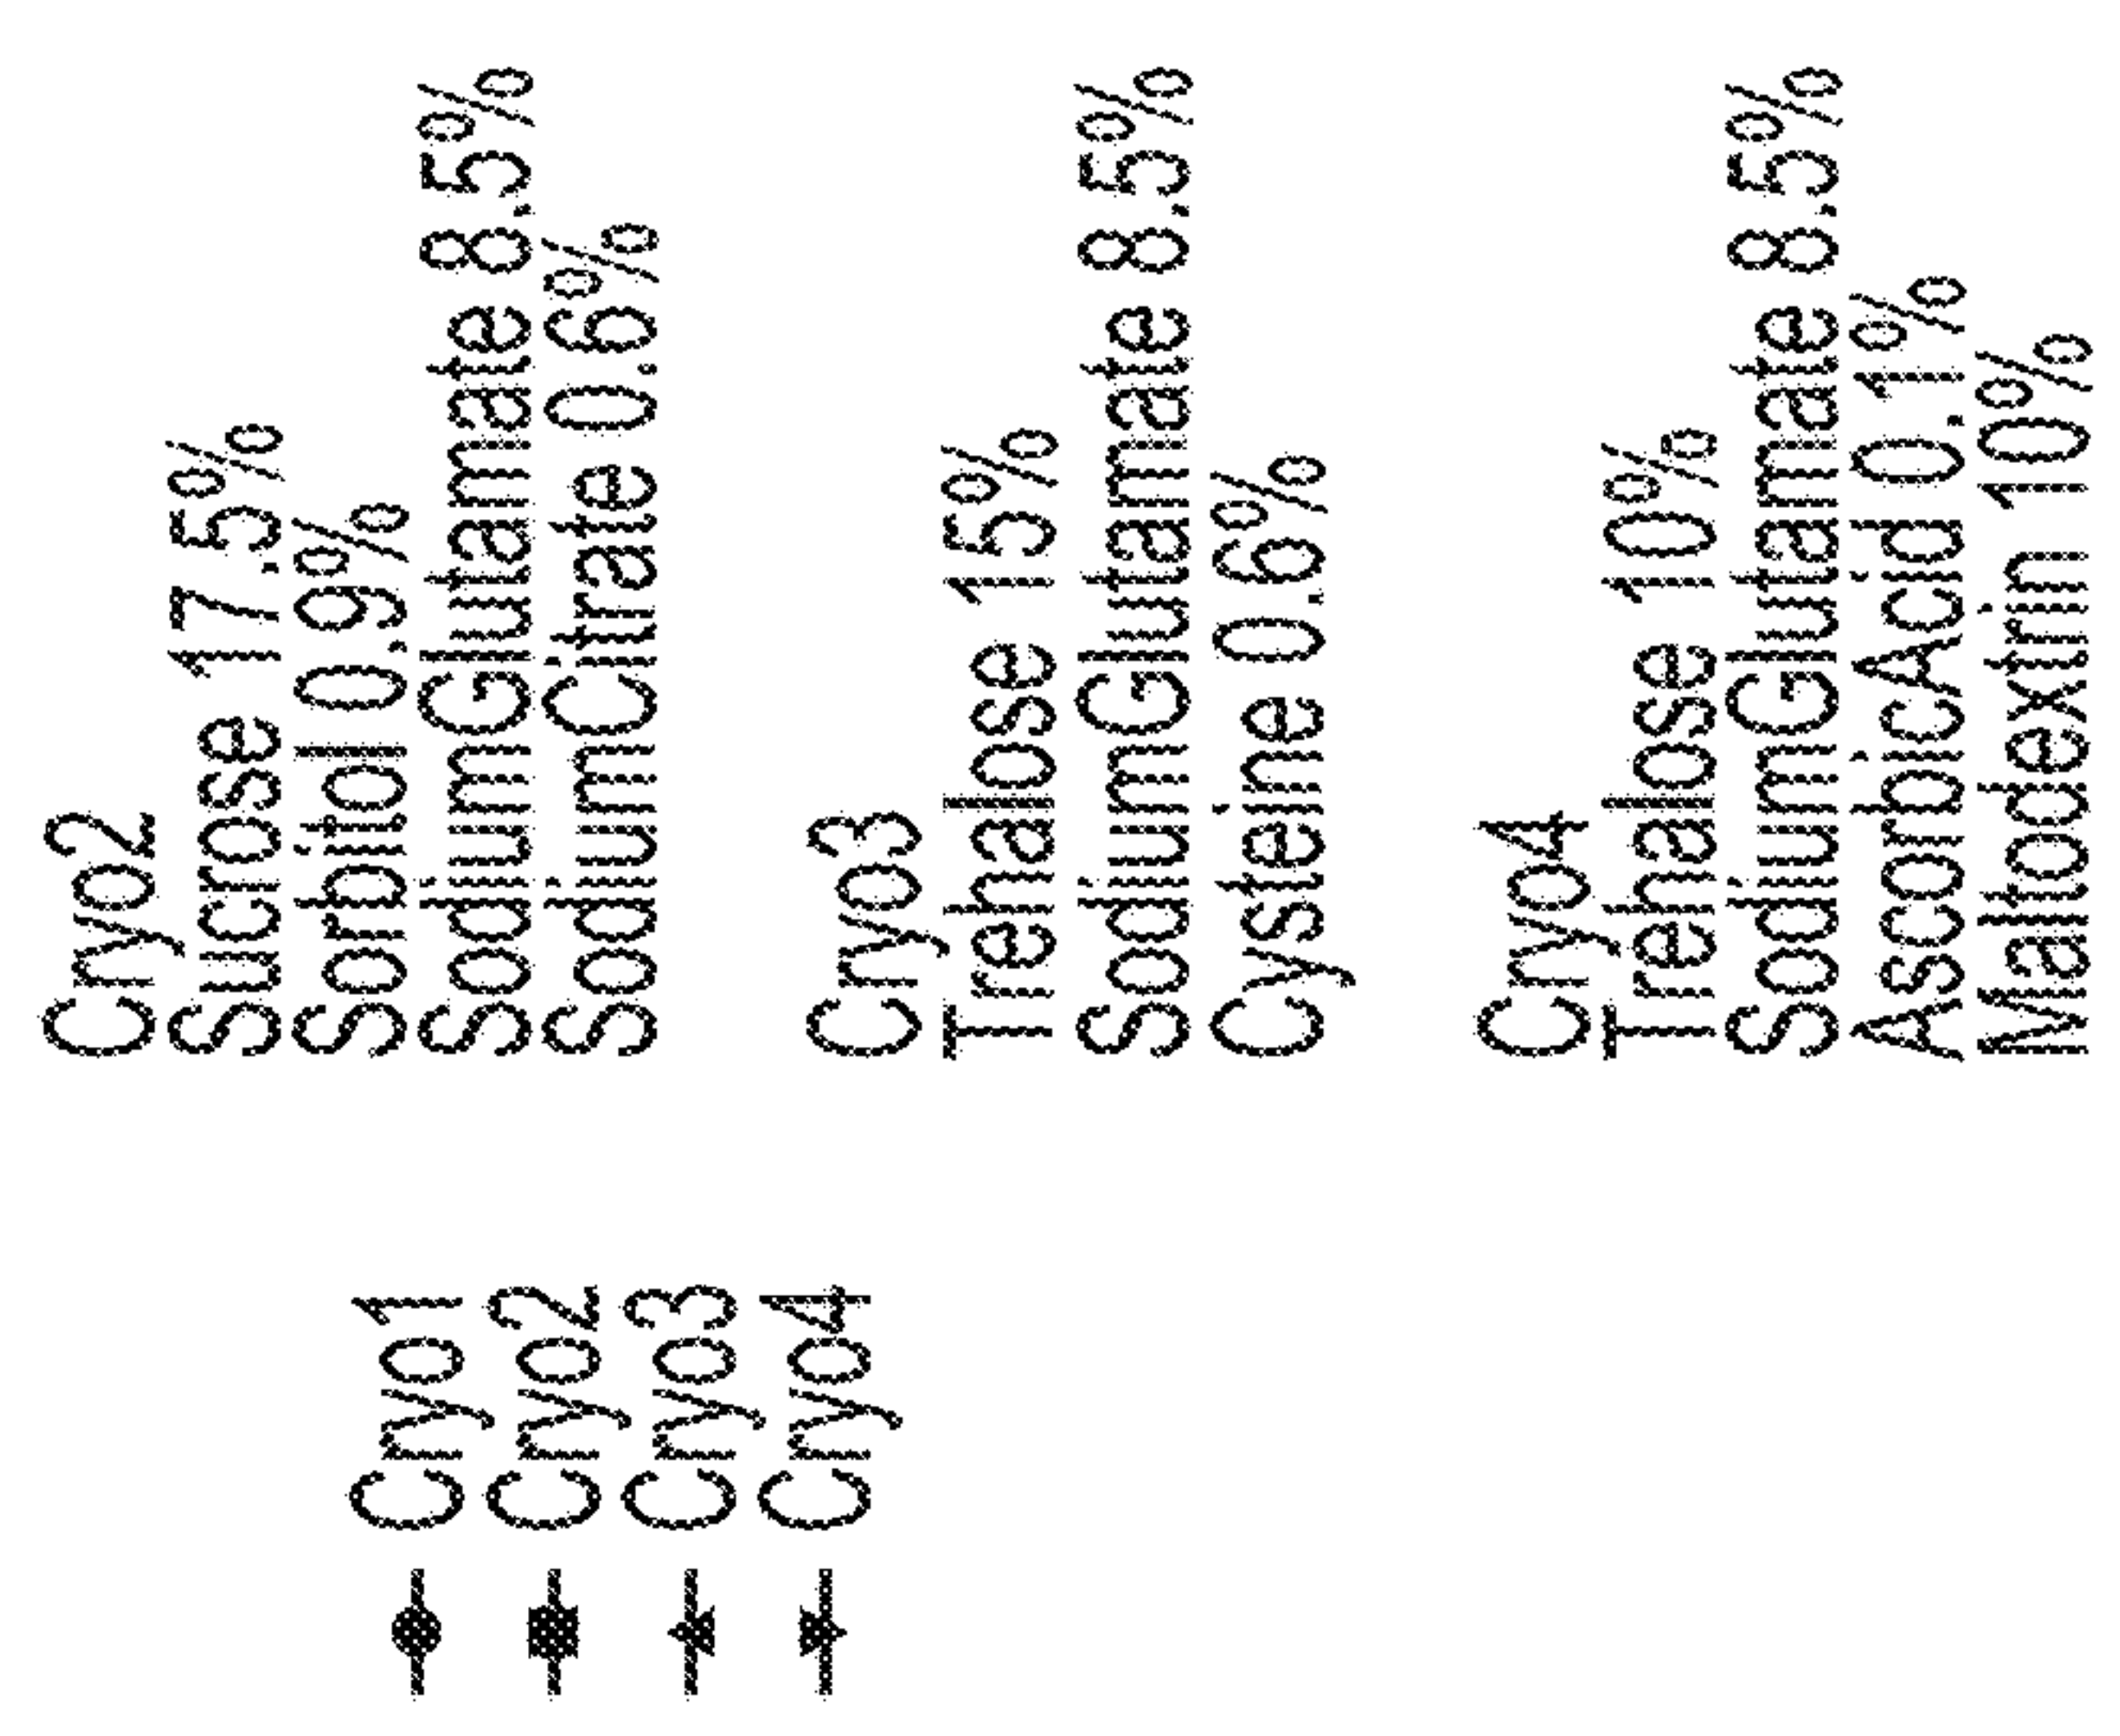 Cryo1
Cryo2
Cryo3
Cryo4
Cryo2
Sucrose 17.5%
Sorbitol 0.9%
SodiumGlutamate 8.5%
SodiumCitrate 0.6%
Cryo3
Trehalose 15%
SodiumGlutamate 8.5%
Cysteine 0.6%
Cryo4
Trehalose 10%
SodiumGlutamate 8.5%
AscorbicAcid 0.1%
Maltodextrin 10%